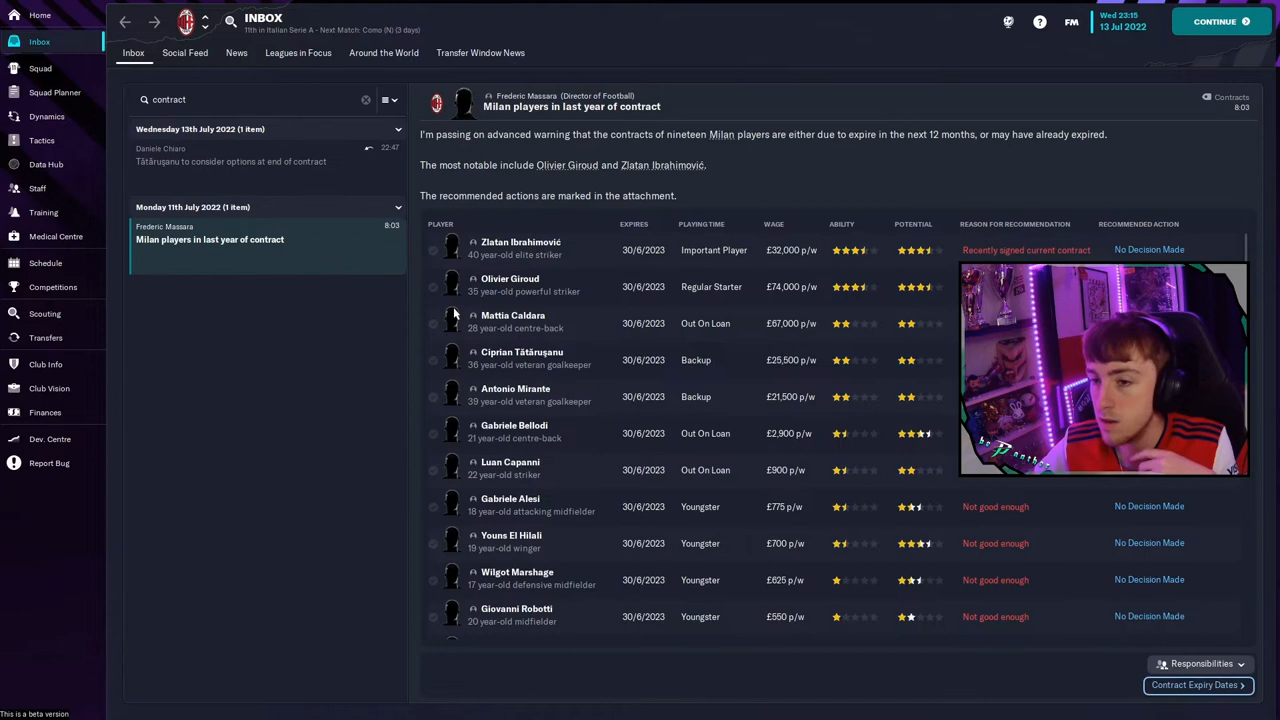 Home
Inbox
Squad
Squad Planner
Dynamics
Tactics
Data Hub
Staff
Training
Medical Centre
Schedule
Competitions
Scouting
Transfers
Club Info
Club Vision
Finances
Dev. Centre
Report Bug
This is a beta version
INBOX
11th in Italian Serie A - Next Match: Como (N) (3 days)
FM
Wed 23:15
13 Jul 2022
CONTINUE
Inbox Social Feed News Leagues in Focus Around the World Transfer Window News
contract
Wednesday 13th July 2022 (1 item)
Daniele Chiaro 22:47
Tătăruşanu to consider options at end of contract
Monday 11th July 2022 (1 item)
Frederic Massara 8:03
Milan players in last year of contract
Frederic Massara (Director of Football)
Milan players in last year of contract
Contracts
8:03
I'm passing on advanced warning that the contracts of nineteen Milan players are either due to expire in the next 12 months, or may have already expired.
The most notable include Olivier Giroud and Zlatan Ibrahimović.
The recommended actions are marked in the attachment.
PLAYER EXPIRES PLAYING TIME WAGE ABILITY POTENTIAL REASON FOR RECOMMENDATION RECOMMENDED ACTION
Zlatan Ibrahimović
40 year-old elite striker
30/6/2023 Important Player £32,000 p/w Recently signed current contract No Decision Made
Olivier Giroud
35 year-old powerful striker
30/6/2023 Regular Starter £74,000 p/w
Mattia Caldara
28 year-old centre-back
30/6/2023 Out On Loan £67,000 p/w
Ciprian Tătăruşanu
36 year-old veteran goalkeeper
30/6/2023 Backup £25,500 p/w
Antonio Mirante
39 year-old veteran goalkeeper
30/6/2023 Backup £21,500 p/w
Gabriele Bellodi
21 year-old centre-back
30/6/2023 Out On Loan £2,900 p/w
Luan Capanni
22 year-old striker
30/6/2023 Out On Loan £900 p/w
Gabriele Alesi
18 year-old attacking midfielder
30/6/2023 Youngster £775 p/w Not good enough No Decision Made
Youns El Hilali
19 year-old winger
30/6/2023 Youngster £700 p/w Not good enough No Decision Made
Wilgot Marshage
17 year-old defensive midfielder
30/6/2023 Youngster £625 p/w Not good enough No Decision Made
Giovanni Robotti
20 year-old midfielder
30/6/2023 Youngster £550 p/w Not good enough No Decision Made
Responsibilities
Contract Expiry Dates